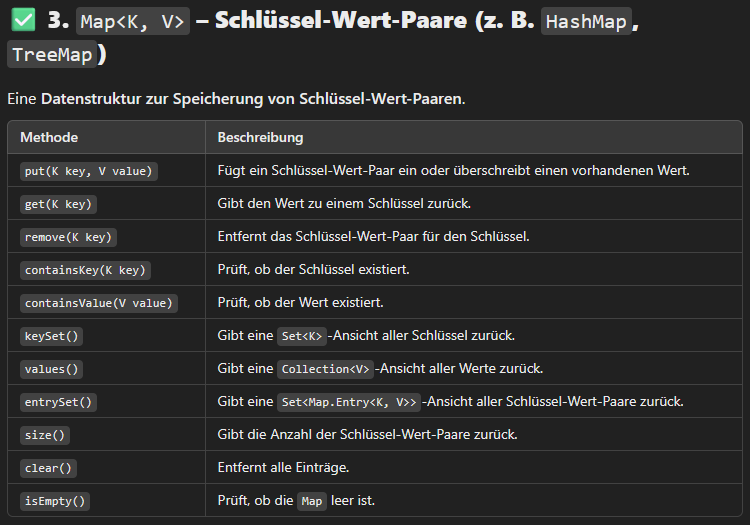 ✅ 3. Map<K, V> – Schlüssel-Wert-Paare (z. B. HashMap,
TreeMap)
Eine Datenstruktur zur Speicherung von Schlüssel-Wert-Paaren.
Methode Beschreibung
put(K key, V value) Fügt ein Schlüssel-Wert-Paar ein oder überschreibt einen vorhandenen Wert.
get(K key) Gibt den Wert zu einem Schlüssel zurück.
remove(K key) Entfernt das Schlüssel-Wert-Paar für den Schlüssel.
containsKey(K key) Prüft, ob der Schlüssel existiert.
containsValue(V value) Prüft, ob der Wert existiert.
keySet() Gibt eine Set<K>-Ansicht aller Schlüssel zurück.
values() Gibt eine Collection<V>-Ansicht aller Werte zurück.
entrySet() Gibt eine Set<Map.Entry<K, V>>-Ansicht aller Schlüssel-Wert-Paare zurück.
size() Gibt die Anzahl der Schlüssel-Wert-Paare zurück.
clear() Entfernt alle Einträge.
isEmpty() Prüft, ob die Map leer ist.